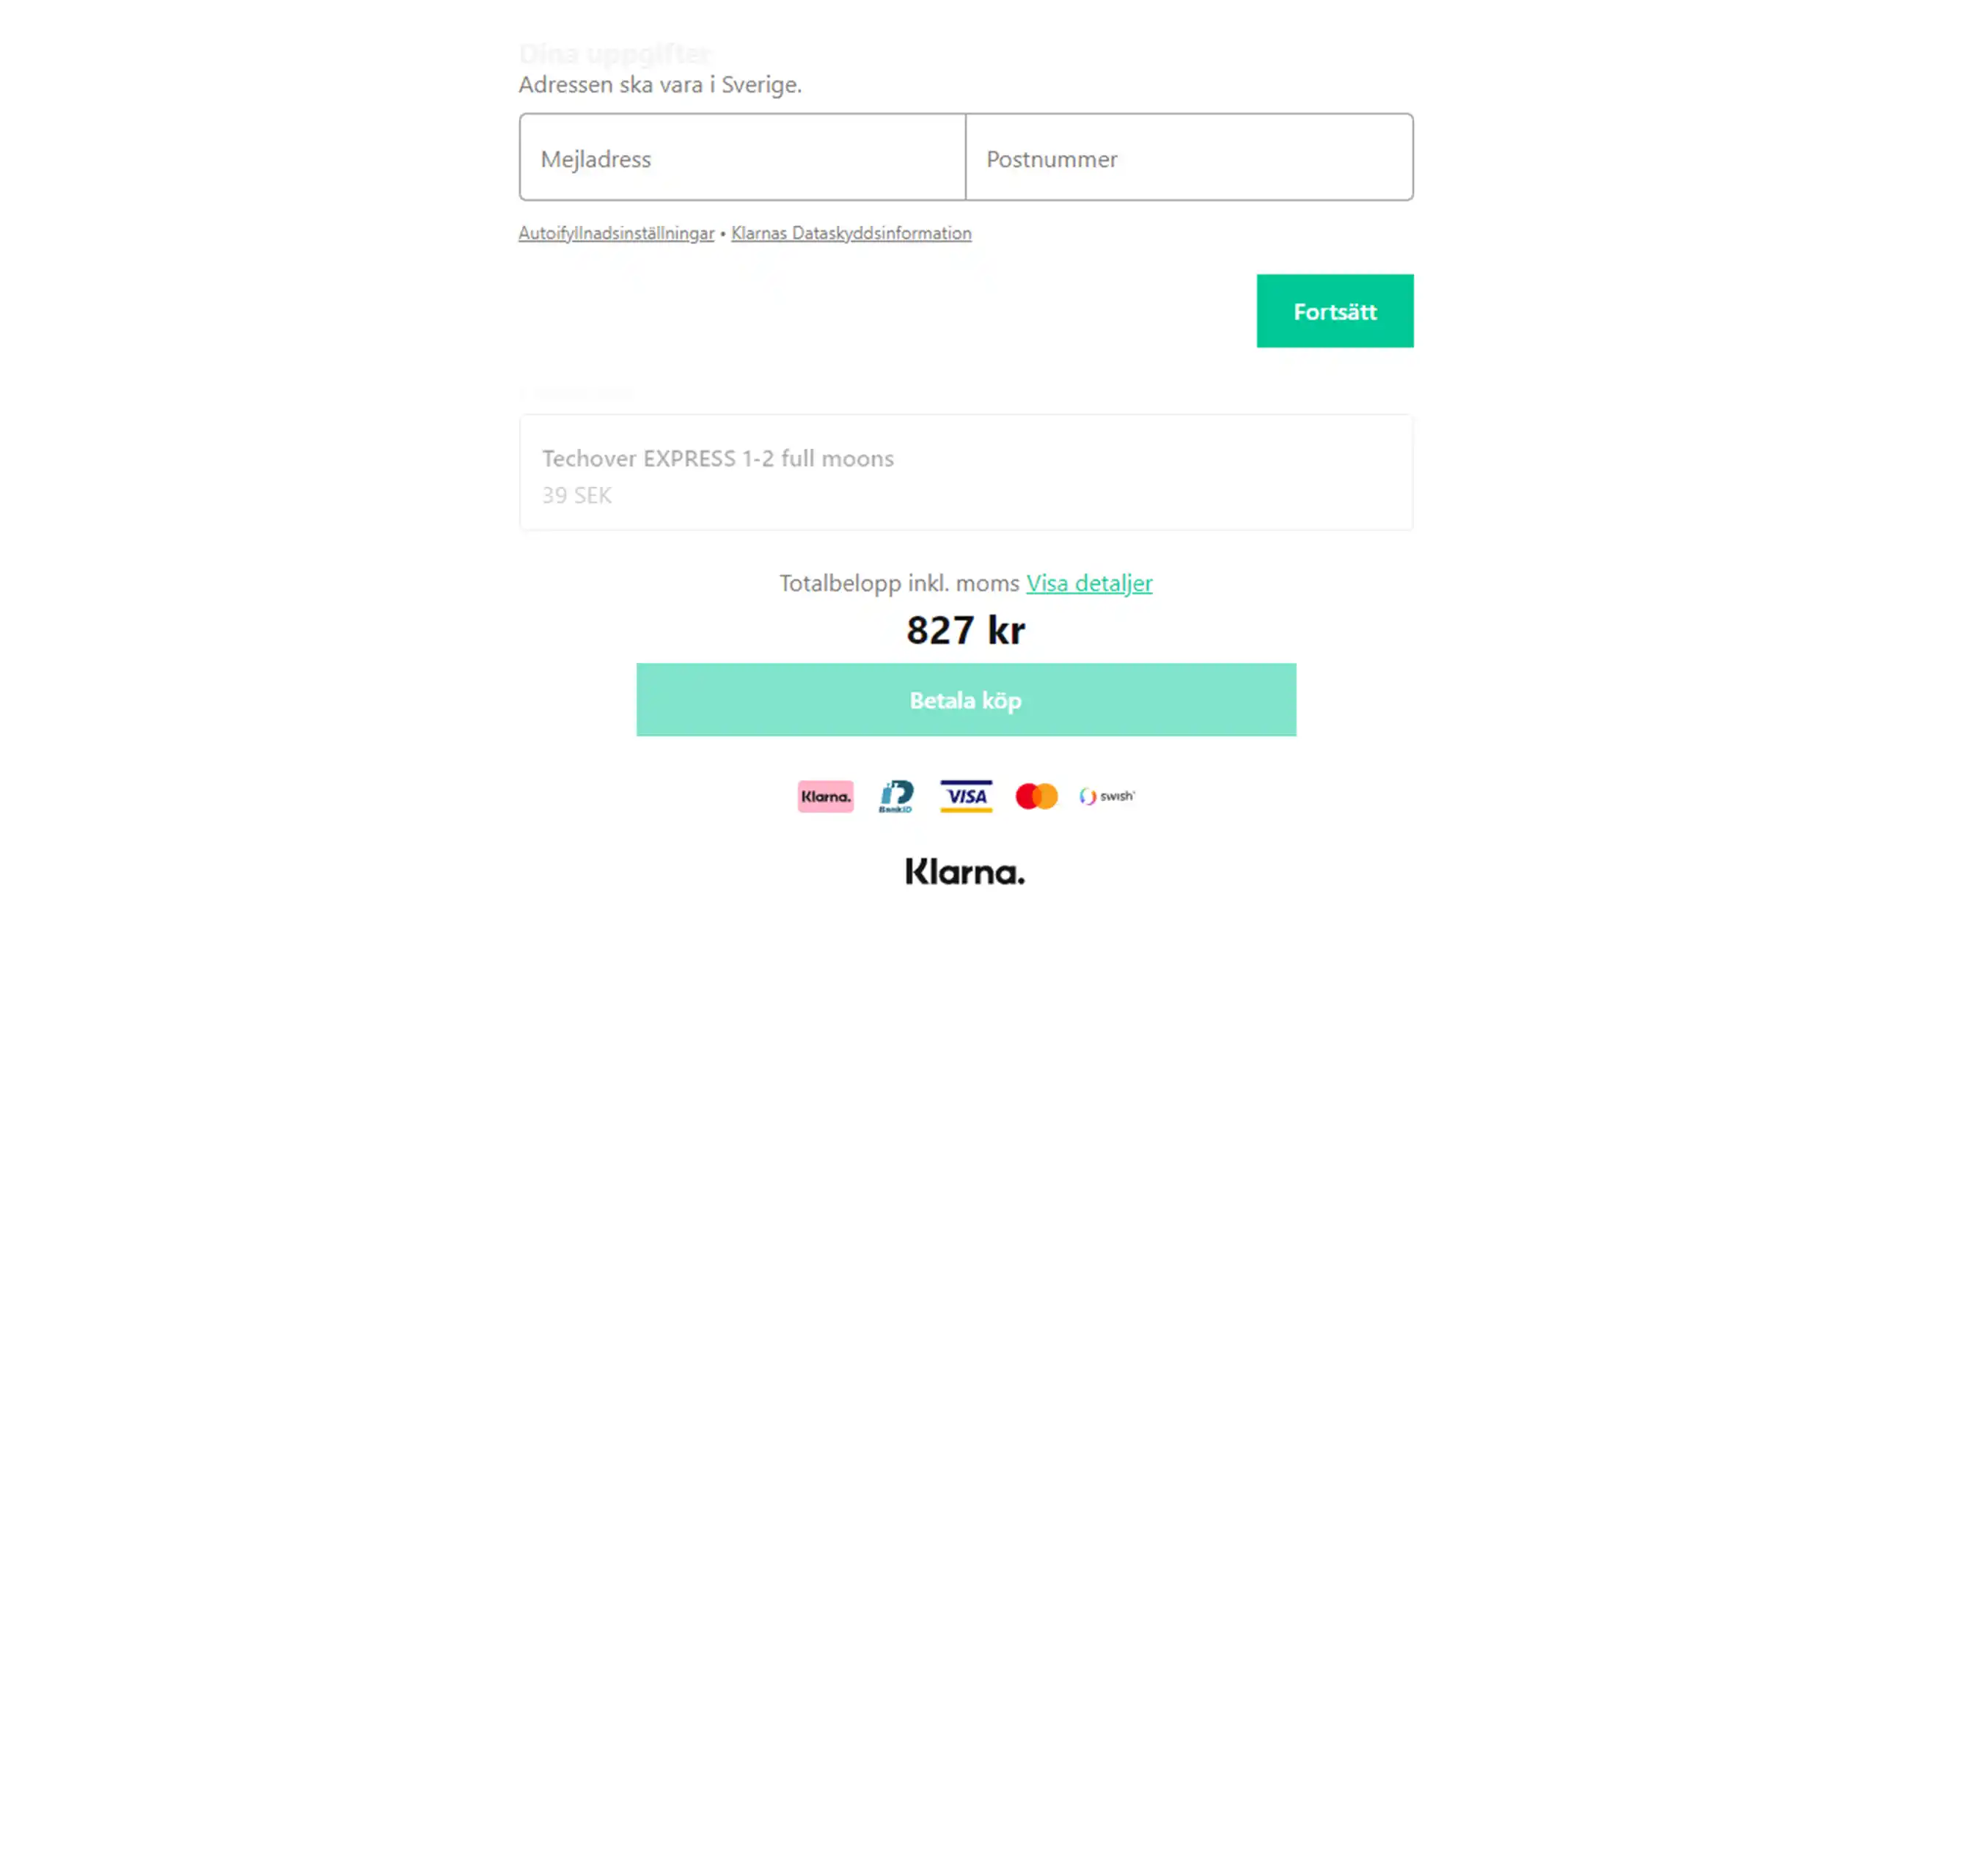 Dina uppgifter
Adressen ska vara i Sverige.
Mejladress
Postnummer
Autoifyllnadsinställningar • Klarnas Dataskyddsinformation
Fortsätt
Techover EXPRESS 1-2 full moons
39 SEK
Totalbelopp inkl. moms Visa detaljer
827 kr
Betala köp
Klarna. BankID VISA swish
Klarna.